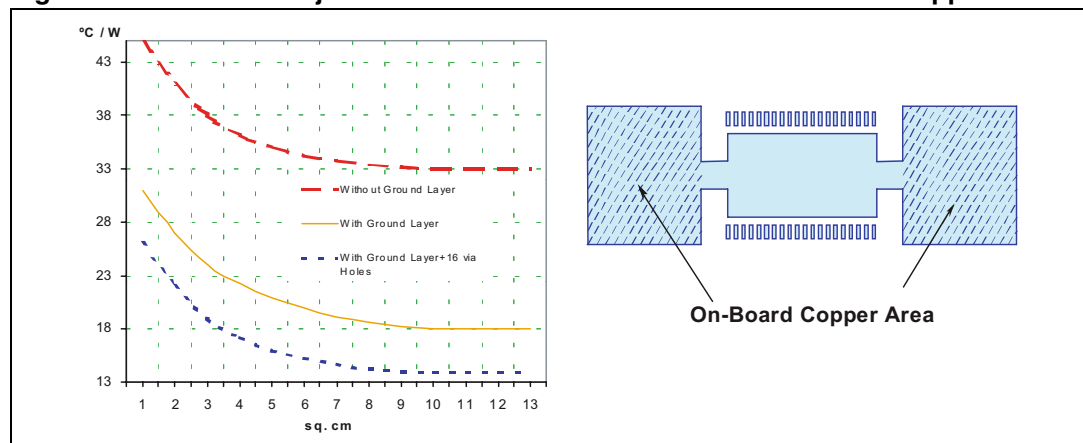 ºC / W
43
38
33
28
23
18
13
Without Ground Layer
With Ground Layer
With Ground Layer+16 via
Holes
1 2 3 4 5 6 7 8 9 10 11 12 13
sq. cm
On-Board Copper Area